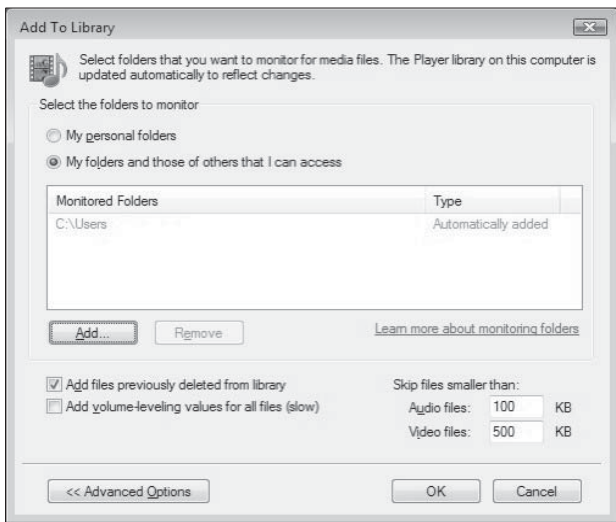 Add To Library
Select folders that you want to monitor for media files. The Player library on this computer is
updated automatically to reflect changes.
Select the folders to monitor
My personal folders
My folders and those of others that I can access
Monitored Folders Type
C:\Users Automatically added
Add... Remove Learn more about monitoring folders
Add files previously deleted from library
Add volume-leveling values for all files (slow)
Skip files smaller than:
Audio files: 100 KB
Video files: 500 KB
<< Advanced Options OK Cancel